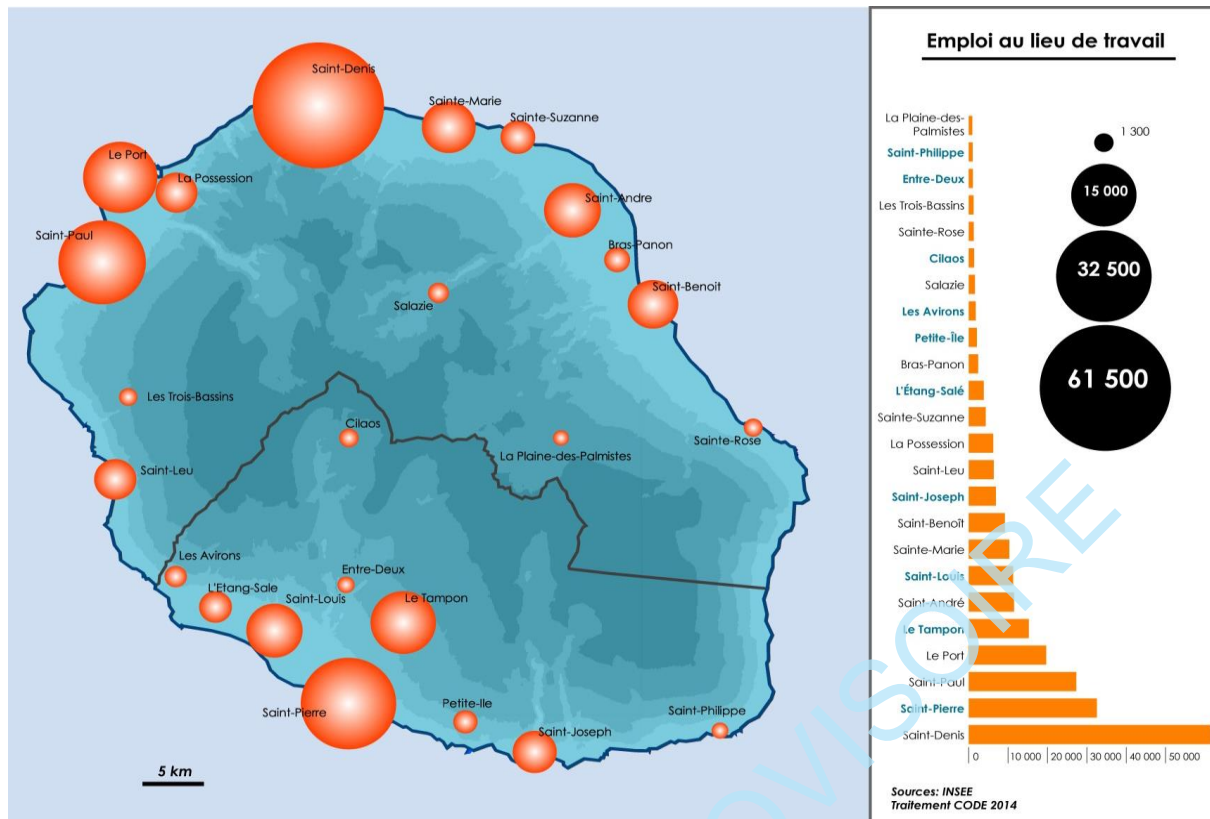 Saint-Denis
Sainte-Marie
Sainte-Suzanne
Le Port
La Possession
Saint-Andre
Saint-Paul
Bras-Panon
Saint-Benoit
Salazie
Les Trois-Bassins
Cilaos
Sainte-Rose
La Plaine-des-Palmistes
Saint-Leu
Les Avirons
Entre-Deux
L'Etang-Sale
Saint-Louis
Le Tampon
Saint-Pierre
Petite-Ile
Saint-Philippe
Saint-Joseph
5 km
Emploi au lieu de travail
La Plaine-des-
Palmistes
Saint-Philippe
Entre-Deux
Les Trois-Bassins
Sainte-Rose
Cilaos
Salazie
Les Avirons
Petite-Île
Bras-Panon
L'Étang-Salé
Sainte-Suzanne
La Possession
Saint-Leu
Saint-Joseph
Saint-Benoît
Sainte-Marie
Saint-Louis
Saint-André
Le Tampon
Le Port
Saint-Paul
Saint-Pierre
Saint-Denis
0 10 000 20 000 30 000 40 000 50 000
1 300
15 000
32 500
61 500
Sources: INSEE
Traitement CODE 2014
OVISOIRE